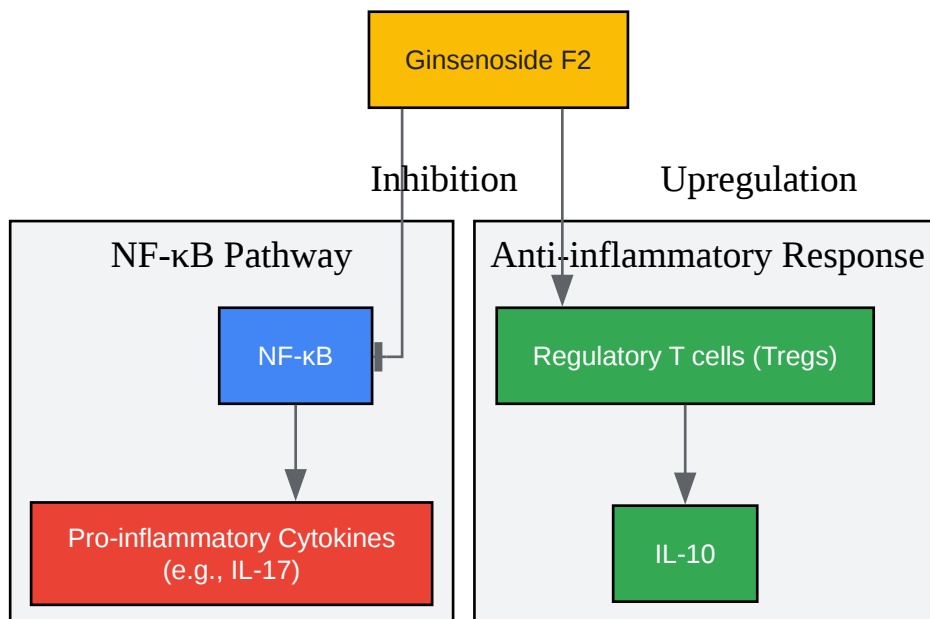 Ginsenoside F2
Inhibition
Upregulation
NF-κB Pathway
Anti-inflammatory Response
NF-κB
Regulatory T cells (Tregs)
Pro-inflammatory Cytokines
(e.g., IL-17)
IL-10